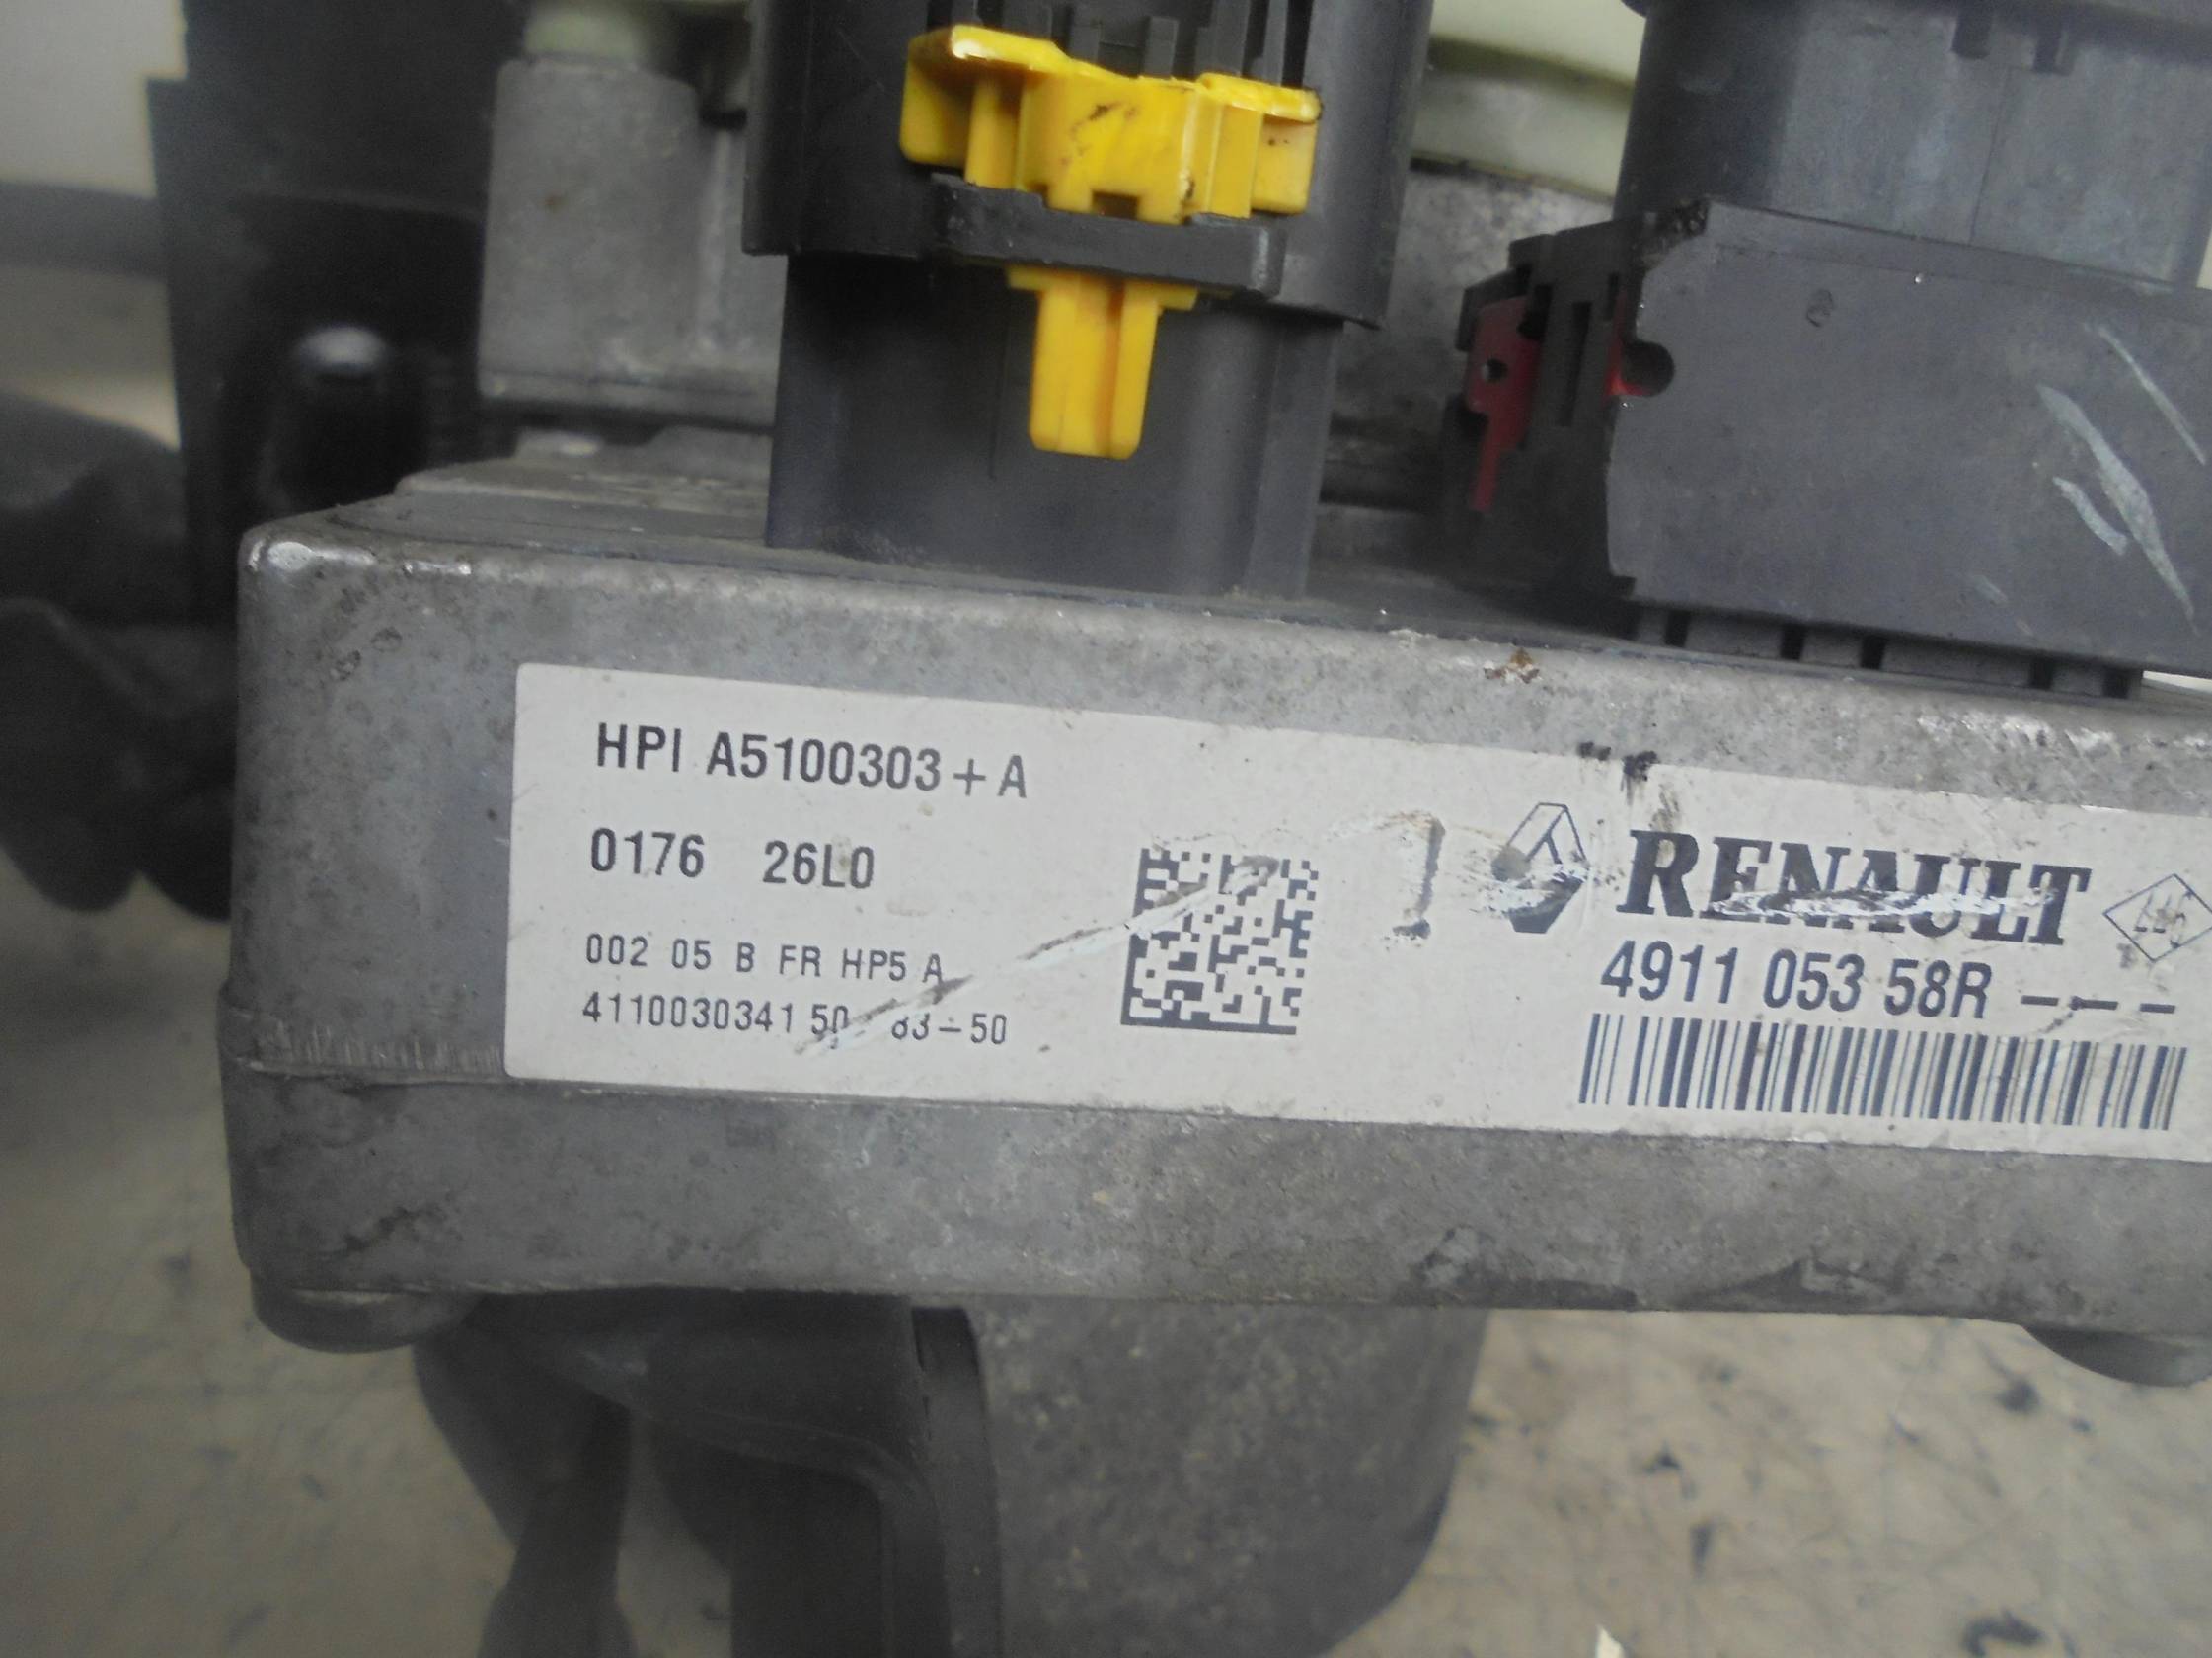 HPI A5100303+A
0176 26L0
002 05 B FR HP5 A
4110030341 50 83-50
RENAULT
4911 053 58R ---